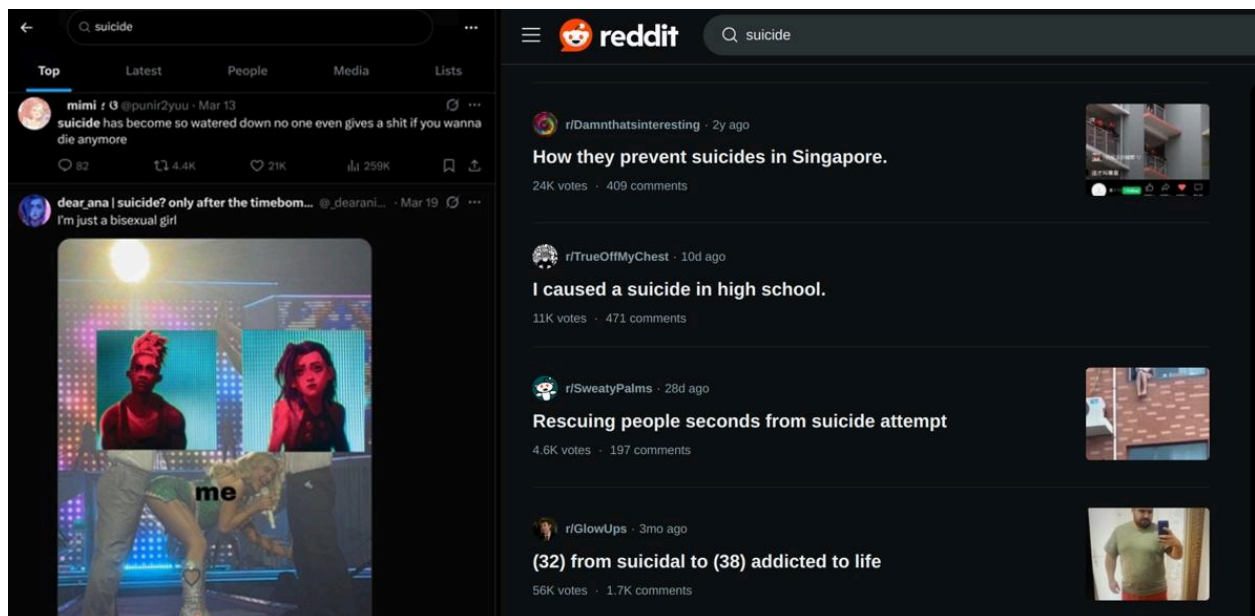 suicide
Top Latest People Media Lists
@punir2yuu · Mar 13
suicide has become so watered down no one even gives a shit if you wanna
die anymore
82 4.4K 21K 259K
dear_ana | suicide? only after the timebom... @_dearani... · Mar 19
I'm just a bisexual girl
me
reddit
suicide
r/Damnthatsinteresting · 2y ago
How they prevent suicides in Singapore.
24K votes · 409 comments
r/TrueOffMyChest · 10d ago
I caused a suicide in high school.
11K votes · 471 comments
r/SweatyPalms · 28d ago
Rescuing people seconds from suicide attempt
4.6K votes · 197 comments
r/GlowUps · 3mo ago
(32) from suicidal to (38) addicted to life
56K votes · 1.7K comments